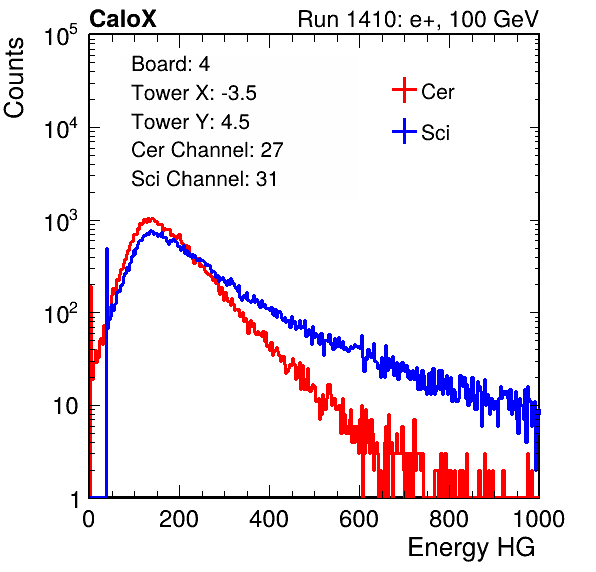 CaloX Run 1410: e+, 100 GeV
Counts
Board: 4
Tower X: -3.5
Tower Y: 4.5
Cer Channel: 27
Sci Channel: 31
Cer
Sci
10^5
10^4
10^3
10^2
10
1
0 200 400 600 800 1000
Energy HG